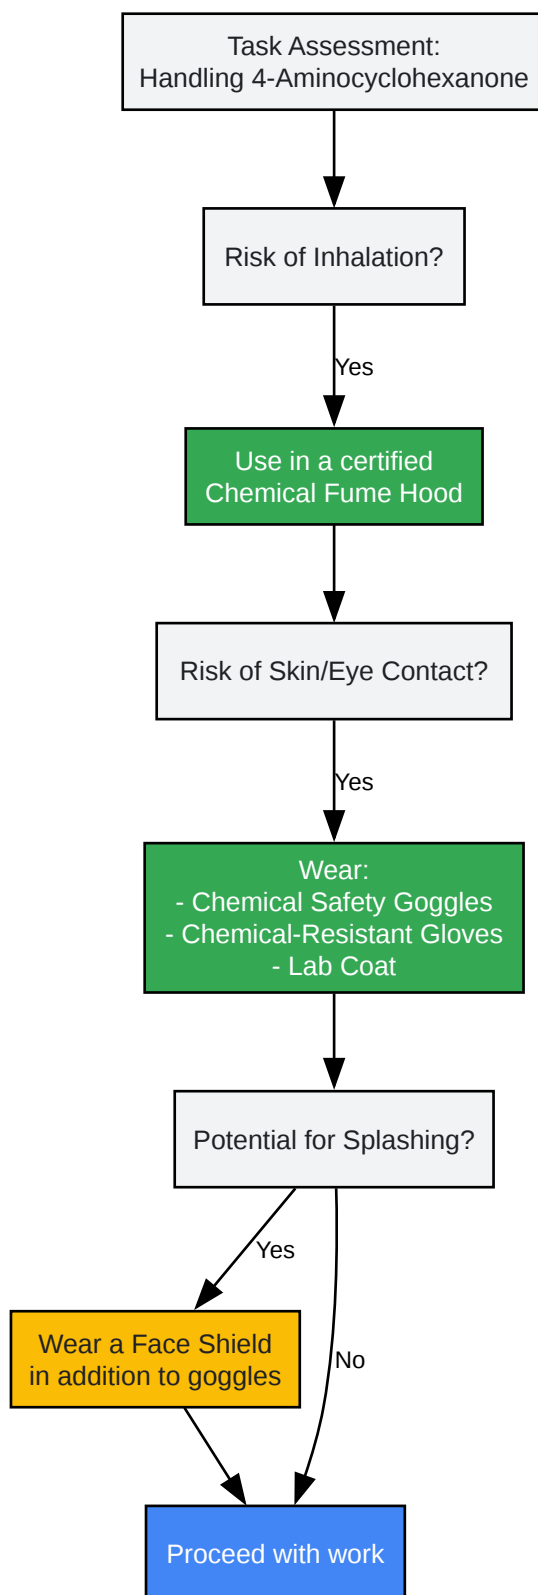 Task Assessment:
Handling 4-Aminocyclohexanone
Risk of Inhalation?
Yes
Use in a certified
Chemical Fume Hood
Risk of Skin/Eye Contact?
Yes
Wear:
- Chemical Safety Goggles
- Chemical-Resistant Gloves
- Lab Coat
Potential for Splashing?
Yes
Wear a Face Shield
in addition to goggles
No
Proceed with work